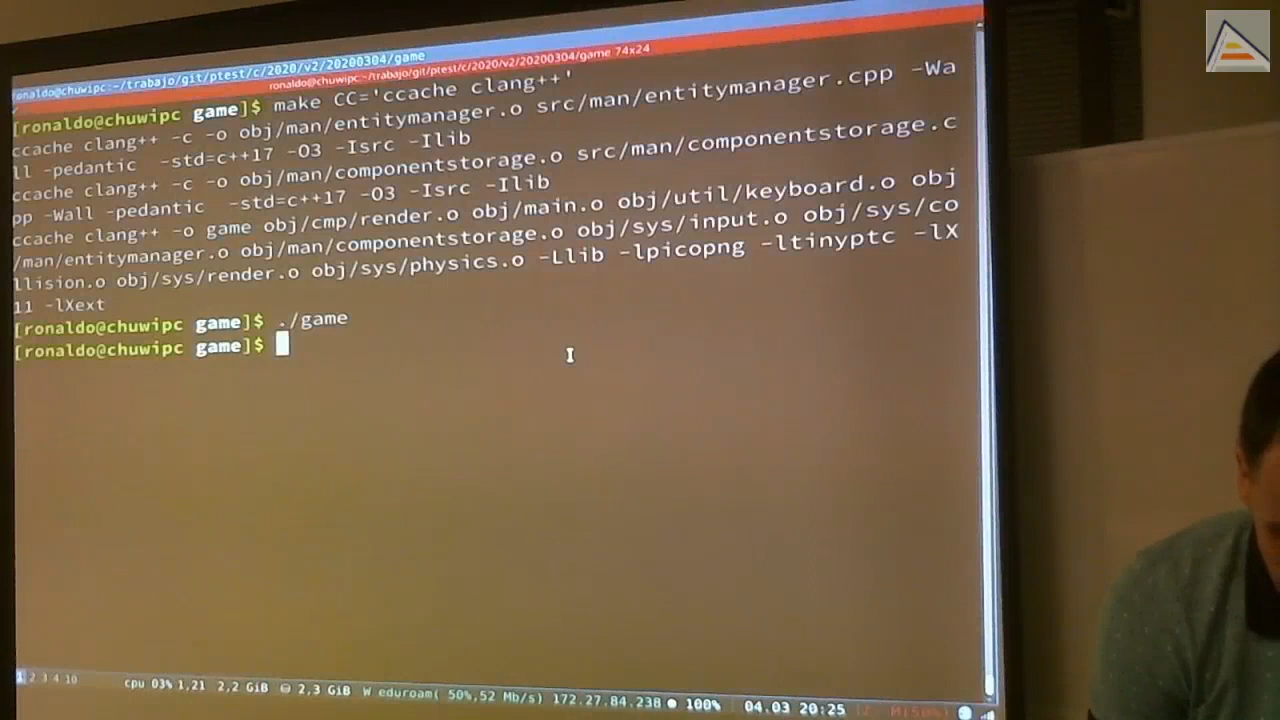 ronaldo@chuwipc:~/trabajo/git/ptest/c/2020/v2/20200304/game
ronaldo@chuwipc:~/trabajo/git/ptest/c/2020/v2/20200304/game 74x24
[ronaldo@chuwipc game]$ make CC='ccache clang++'
ccache clang++ -c -o obj/man/entitymanager.o src/man/entitymanager.cpp -Wa
ll -pedantic  -std=c++17 -O3 -Isrc -Ilib
ccache clang++ -c -o obj/man/componentstorage.o src/man/componentstorage.c
pp -Wall -pedantic  -std=c++17 -O3 -Isrc -Ilib
ccache clang++ -o game obj/cmp/render.o obj/main.o obj/util/keyboard.o obj
/man/entitymanager.o obj/man/componentstorage.o obj/sys/input.o obj/sys/co
llision.o obj/sys/render.o obj/sys/physics.o -Llib -lpicopng -ltinyptc -lX
11 -lXext
[ronaldo@chuwipc game]$ ./game
[ronaldo@chuwipc game]$
1 2 3 4 10 cpu 03% 1,21 2,2 GiB 2,3 GiB W eduroam( 50%,52 Mb/s) 172.27.84.238 100% 04.03 20:25